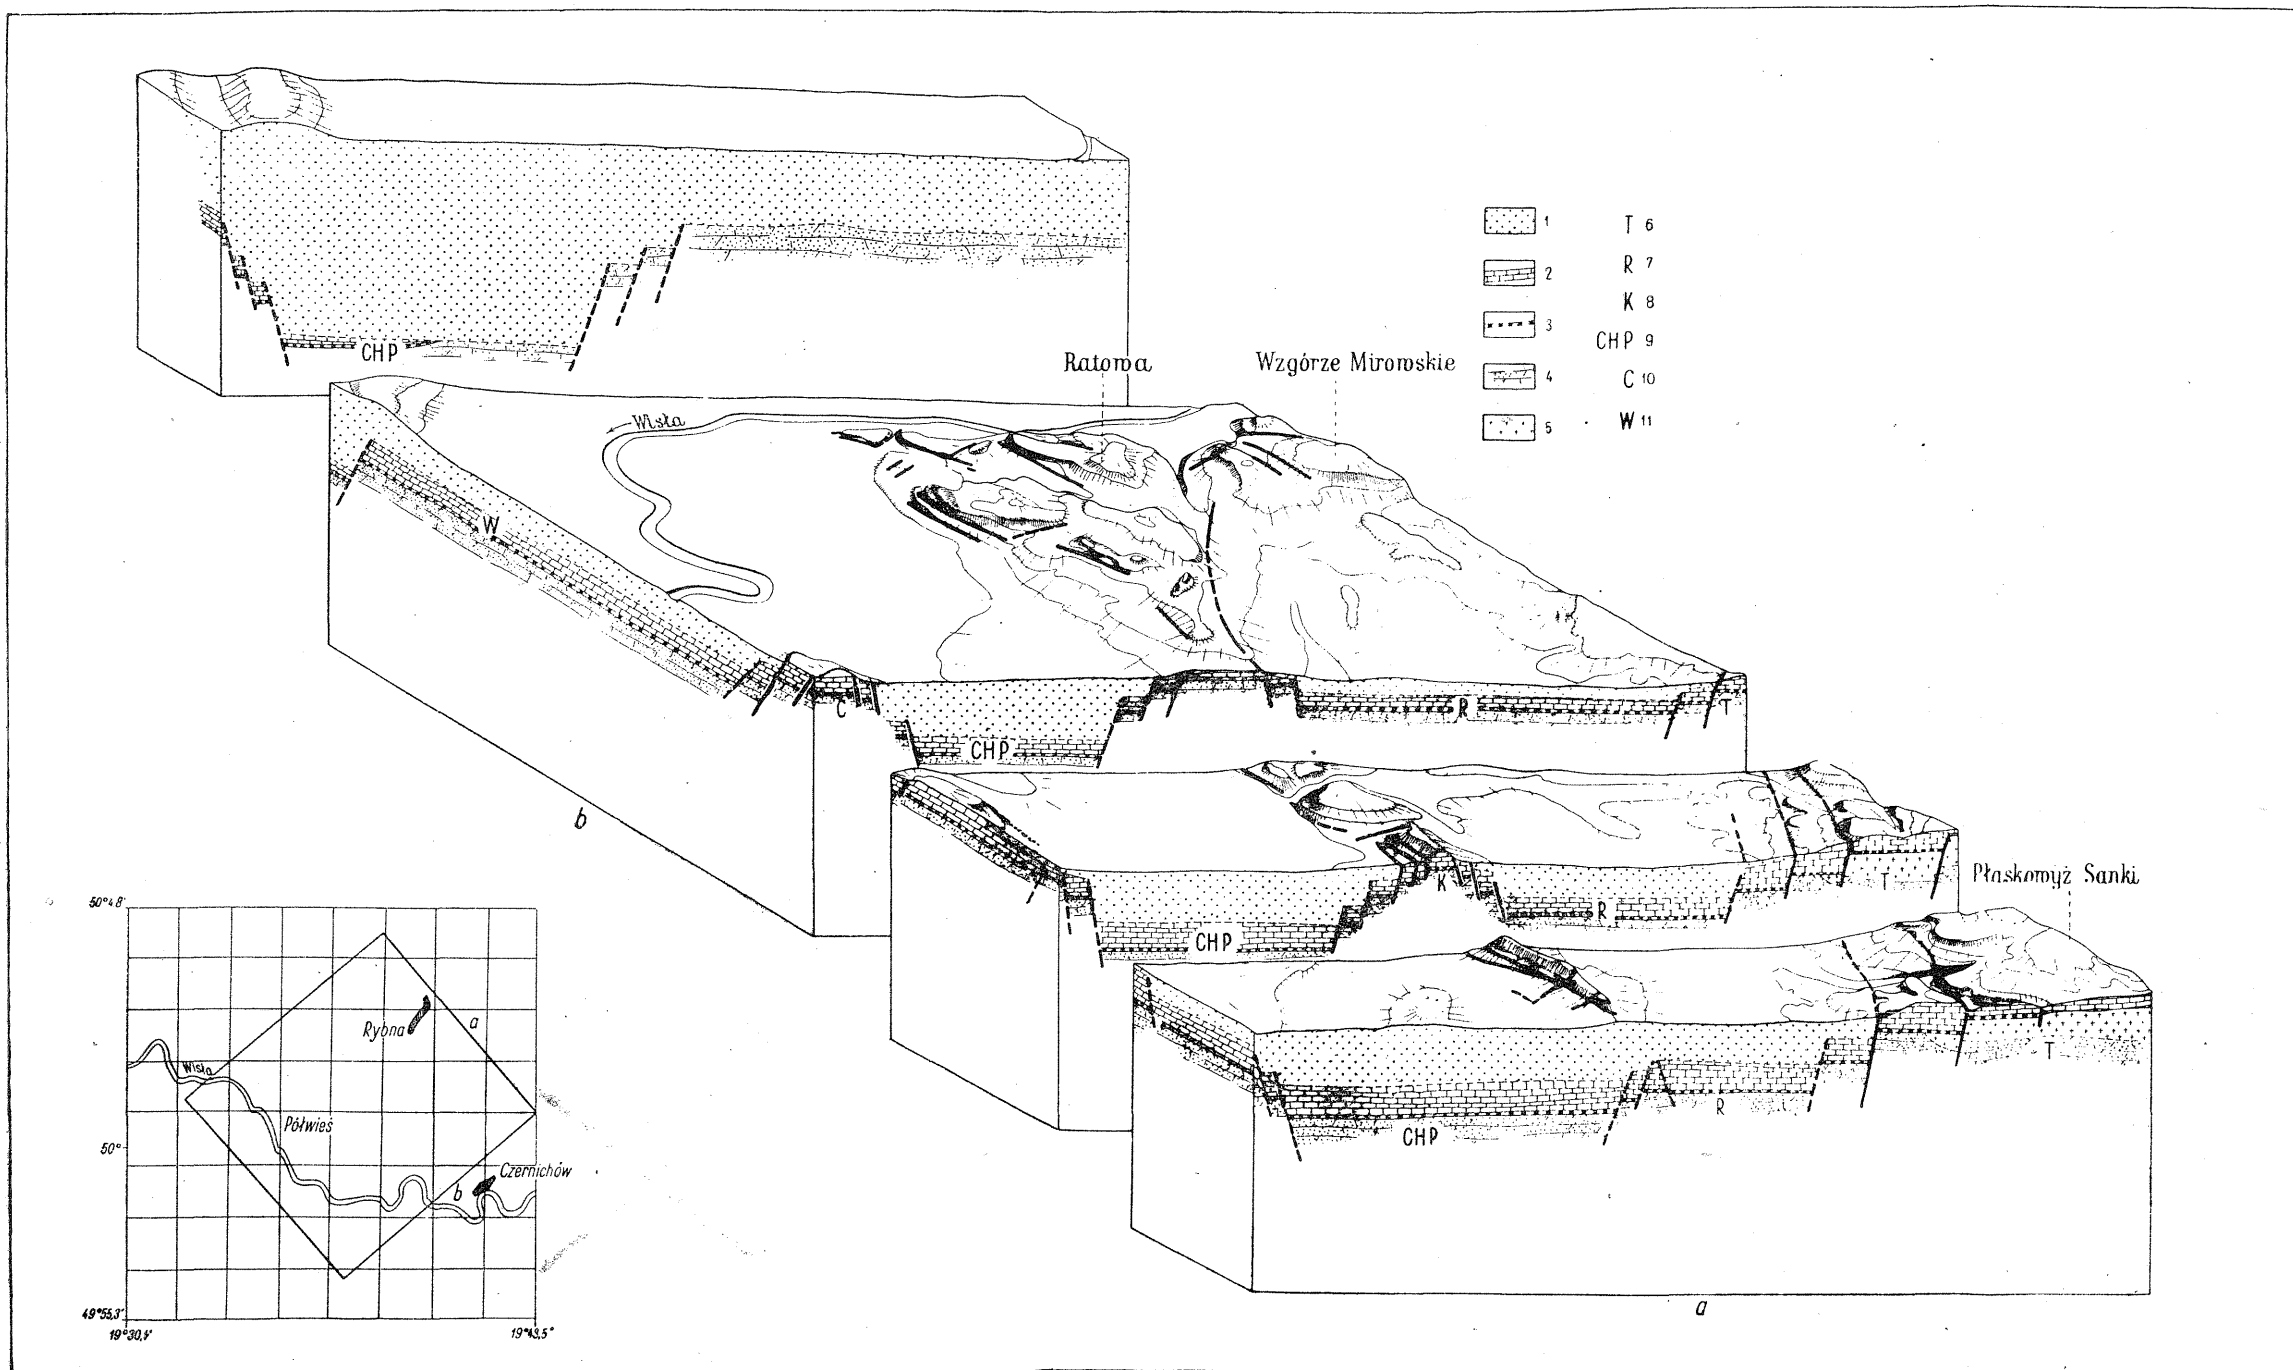 CHP
Ratowa
Wzgórze Mirowskie
1
T 6
2
R 7
3
K 8
CHP 9
4
C 10
5
W 11
Wisła
W
C
CHP
R
T
b
K
CHP
R
T
Płaskowyż Sanki
CHP
R
T
a
50°4,8'
50°
49°55,3'
19°30,4'
19°43,5'
Rybna
a
Wisła
Półwieś
Czernichów
b